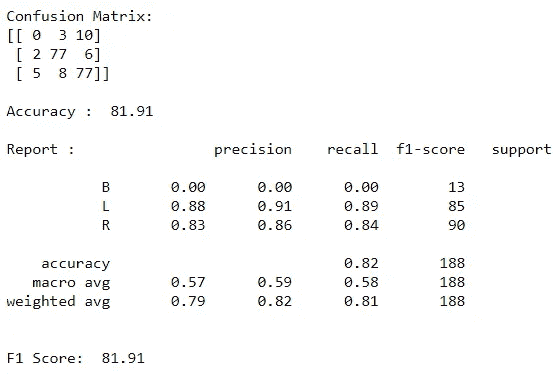 Confusion Matrix:
[[ 0  3 10]
 [ 2 77  6]
 [ 5  8 77]]
Accuracy :  81.91
Report :               precision    recall  f1-score   support
B       0.00      0.00      0.00        13
L       0.88      0.91      0.89        85
R       0.83      0.86      0.84        90
accuracy                           0.82       188
macro avg       0.57      0.59      0.58       188
weighted avg       0.79      0.82      0.81       188
F1 Score:  81.91